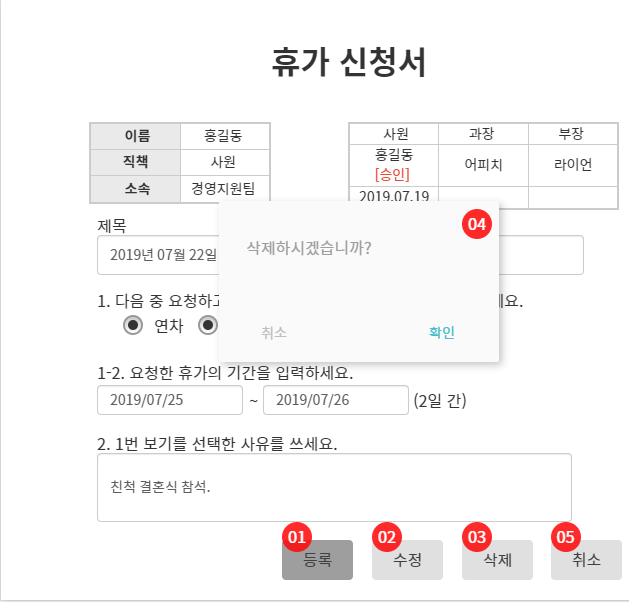 휴가 신청서
이름 홍길동
직책 사원
소속 경영지원팀
사원 과장 부장
홍길동 어피치 라이언
[승인]
2019.07.19
제목
2019년 07월 22일
04
삭제하시겠습니까?
취소 확인
1. 다음 중 요청하고
요.
연차
1-2. 요청한 휴가의 기간을 입력하세요.
2019/07/25 ~ 2019/07/26 (2일 간)
2. 1번 보기를 선택한 사유를 쓰세요.
친척 결혼식 참석.
01 02 03 05
등록 수정 삭제 취소